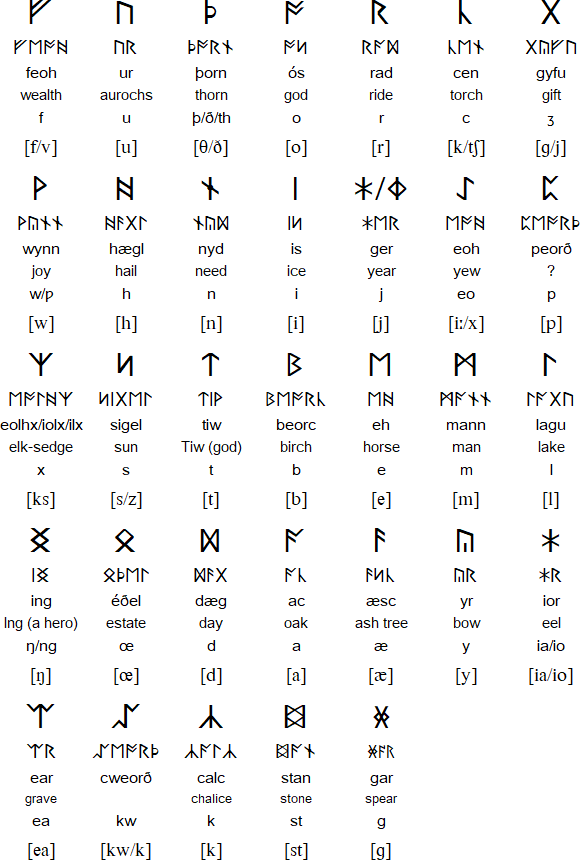 ᚠ ᚢ ᚦ ᚩ ᚱ ᚳ ᚷ
ᚠᛖᚩᚻ ᚢᚱ ᚦᚩᚱᚾ ᚩᛋ ᚱᚪᛞ ᚳᛖᚾ ᚷᚣᚠᚢ
feoh ur þorn ós rad cen gyfu
wealth aurochs thorn god ride torch gift
f u þ/ð/th o r c ʒ
[f/v] [u] [θ/ð] [o] [r] [k/tʃ] [g/j]
ᚹ ᚻ ᚾ ᛁ ᛡ/ᛄ ᛇ ᛈ
ᚹᚣᚾᚾ ᚻᚫᚷᛚ ᚾᚣᛞ ᛁᛋ ᛡᛖᚱ ᛖᚩᚻ ᛈᛖᚩᚱᚦ
wynn hægl nyd is ger eoh peorð
joy hail need ice year yew ?
w/ƿ h n i j eo p
[w] [h] [n] [i] [j] [i:/x] [p]
ᛉ ᛋ ᛏ ᛒ ᛖ ᛗ ᛚ
ᛖᚩᛚᚻᛉ ᛋᛁᚷᛖᛚ ᛏᛁᚹ ᛒᛖᚩᚱᚳ ᛖᚻ ᛗᚪᚾᚾ ᛚᚪᚷᚢ
eolhx/iolx/ilx sigel tiw beorc eh mann lagu
elk-sedge sun Tiw (god) birch horse man lake
x s t b e m l
[ks] [s/z] [t] [b] [e] [m] [l]
ᛝ ᛟ ᛞ ᚪ ᚫ ᚣ ᛡ
ᛁᛝ ᛟᚦᛖᛚ ᛞᚫᚷ ᚪᚳ ᚫᛋᚳ ᚣᚱ ᛡᚱ
ing éðel dæg ac æsc yr ior
Ing (a hero) estate day oak ash tree bow eel
ŋ/ng œ d a æ y ia/io
[ŋ] [œ] [d] [a] [æ] [y] [ia/io]
ᛠ ᛢ ᛣ ᛥ ᚸ
ᛠᚱ ᛢᛖᚩᚱᚦ ᛣᚪᛚᛣ ᛥᚪᚾ ᚸᚪᚱ
ear cweorð calc stan gar
grave chalice stone spear
ea kw k st g
[ea] [kw/k] [k] [st] [g]